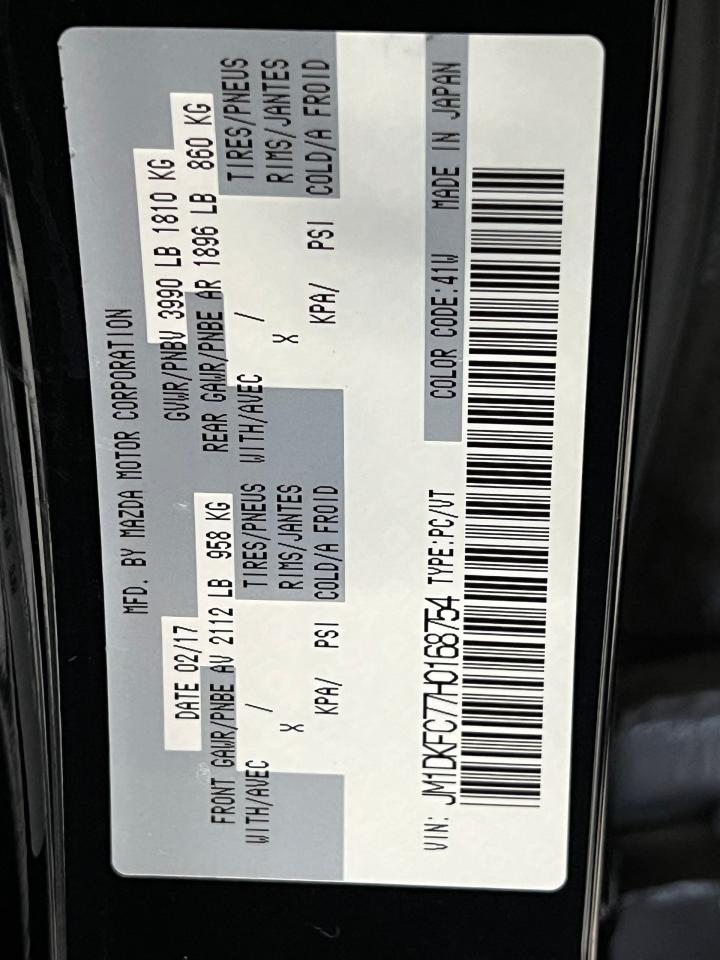 MFD. BY MAZDA MOTOR CORPORATION
DATE 02/17 GVWR/PNBV 3990 LB 1810 KG
FRONT GAWR/PNBE AV 2112 LB 958 KG REAR GAWR/PNBE AR 1896 LB 860 KG
WITH/AVEC / TIRES/PNEUS WITH/AVEC / TIRES/PNEUS
X RIMS/JANTES X RIMS/JANTES
KPA/ PSI COLD/A FROID KPA/ PSI COLD/A FROID
VIN: JM1DKFC77H0168754 TYPE:PC/VT COLOR CODE:41W MADE IN JAPAN